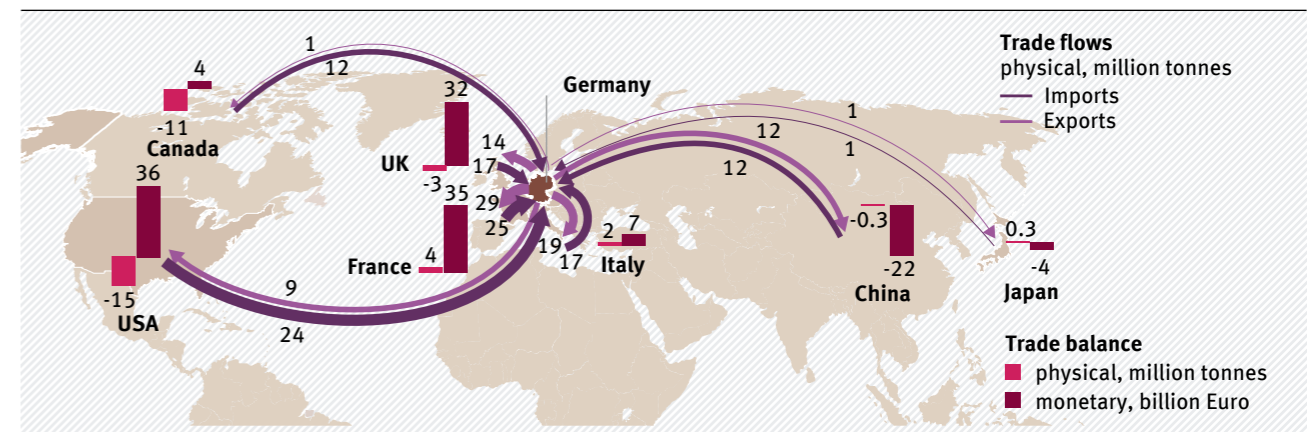 1
12
4
-11
Canada
36
-15
USA
9
24
Germany
32
-3
UK
14
17
35
4
France
29
25
19
17
2 7
Italy
1
1
12
12
-0.3
-22
China
0.3
-4
Japan
Trade flows
physical, million tonnes
Imports
Exports
Trade balance
physical, million tonnes
monetary, billion Euro